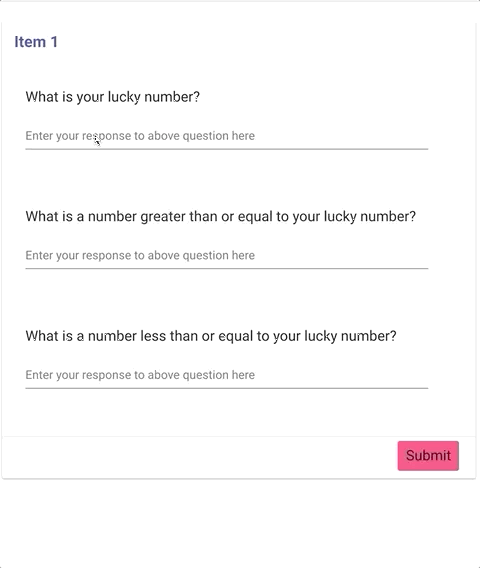 Item 1
What is your lucky number?
Enter your response to above question here
What is a number greater than or equal to your lucky number?
Enter your response to above question here
What is a number less than or equal to your lucky number?
Enter your response to above question here
Submit